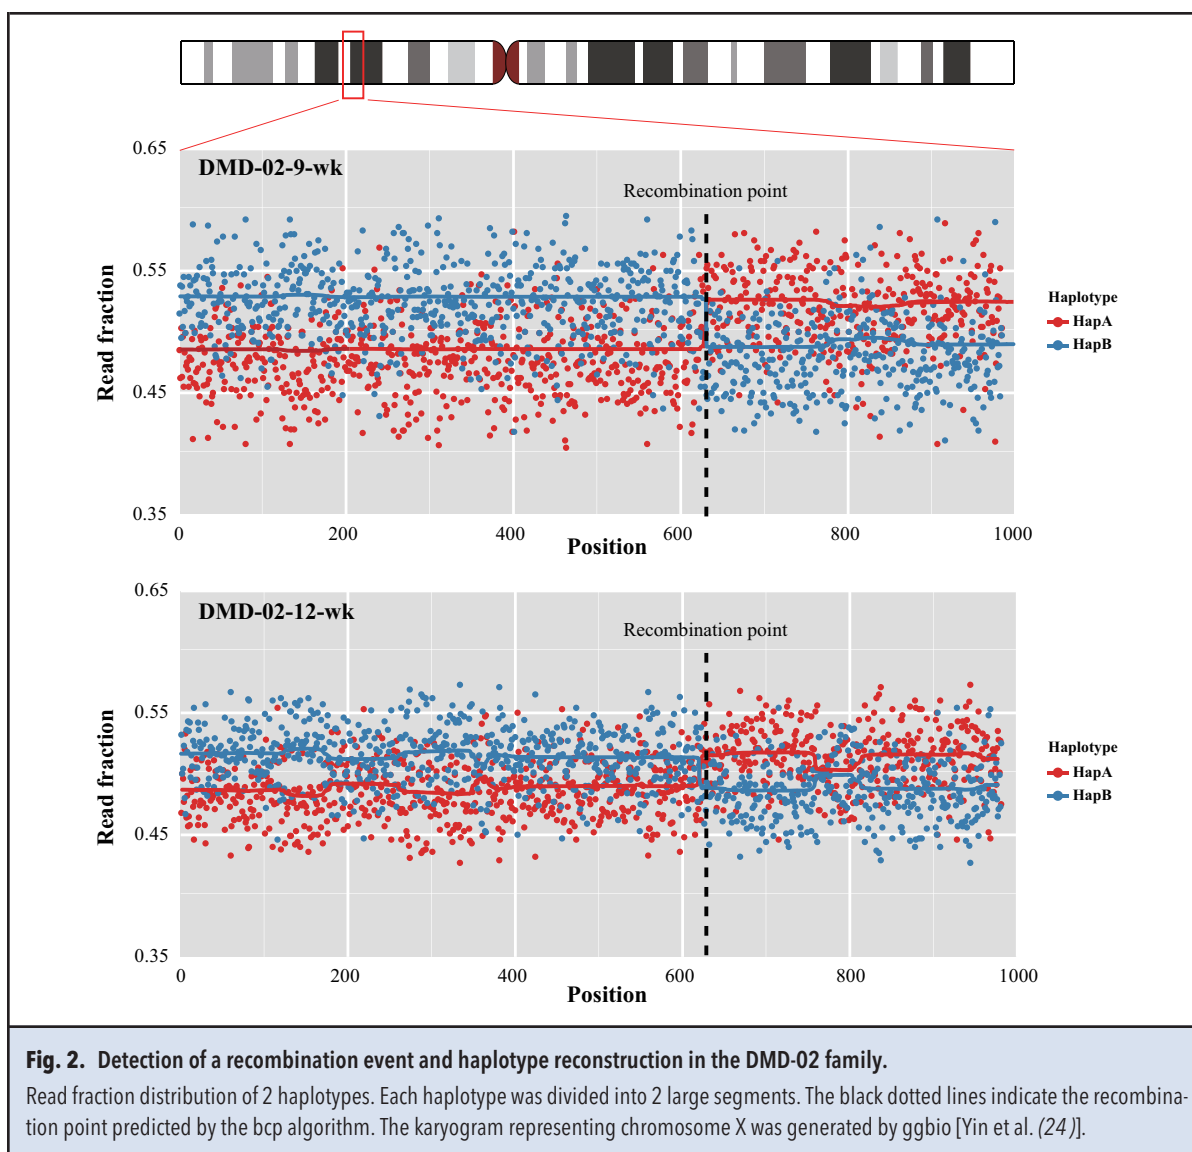 0.65
DMD-02-9-wk
Recombination point
0.55
Read fraction
0.45
0.35
0 200 400 600 800 1000
Position
Haplotype
HapA
HapB
0.65
DMD-02-12-wk
Recombination point
0.55
Read fraction
0.45
0.35
0 200 400 600 800 1000
Position
Haplotype
HapA
HapB
Fig. 2. Detection of a recombination event and haplotype reconstruction in the DMD-02 family.
Read fraction distribution of 2 haplotypes. Each haplotype was divided into 2 large segments. The black dotted lines indicate the recombina-
tion point predicted by the bcp algorithm. The karyogram representing chromosome X was generated by ggbio [Yin et al. (24)].